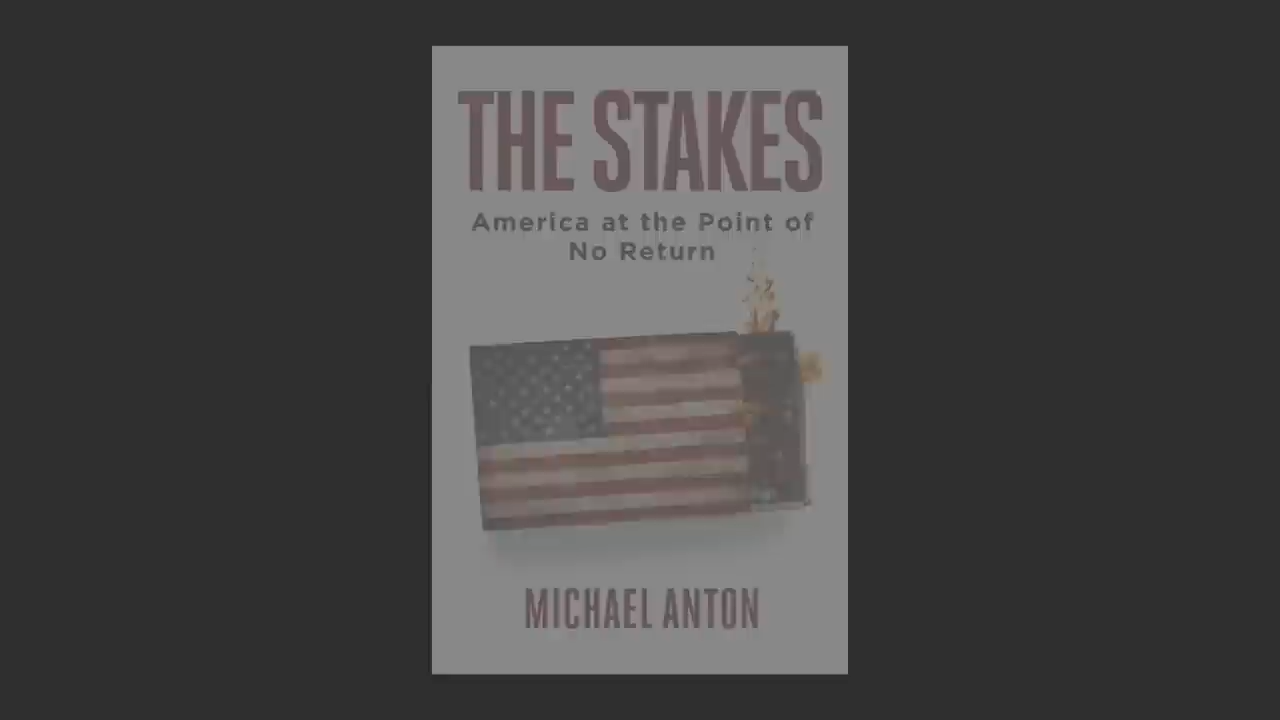 THE STAKES
America at the Point of
No Return
MICHAEL ANTON